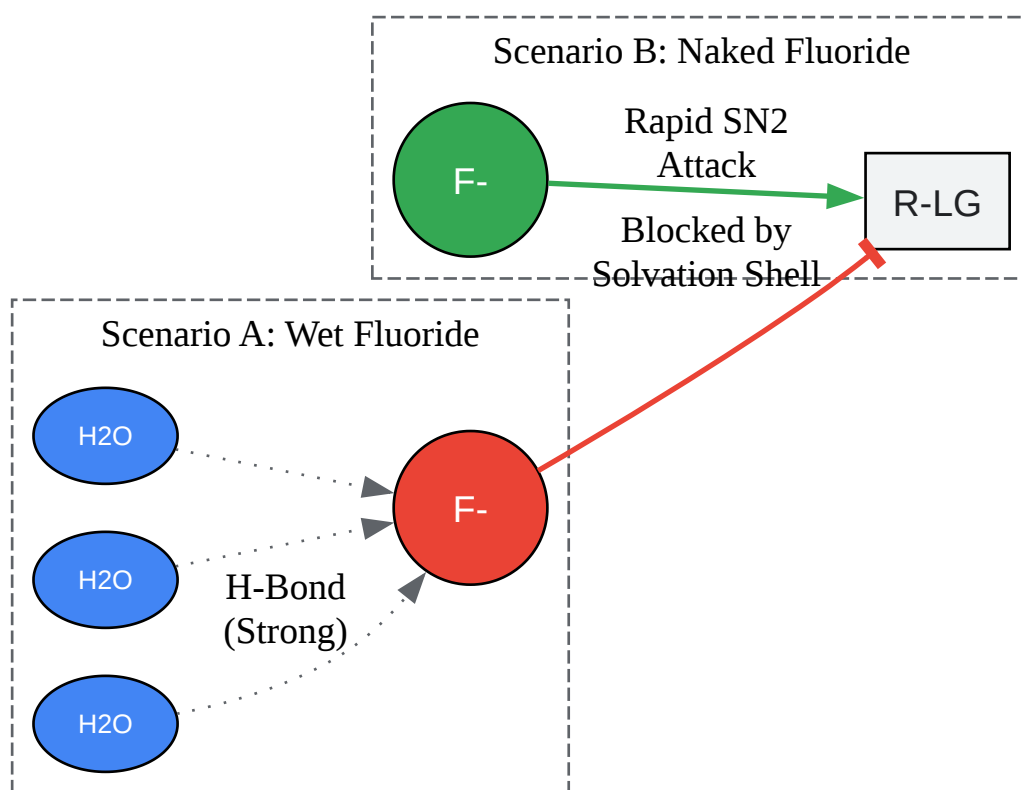 Scenario B: Naked Fluoride
F-
Rapid SN2
Attack
R-LG
Blocked by
Solvation Shell
Scenario A: Wet Fluoride
H2O
F-
H2O
H-Bond
(Strong)
H2O